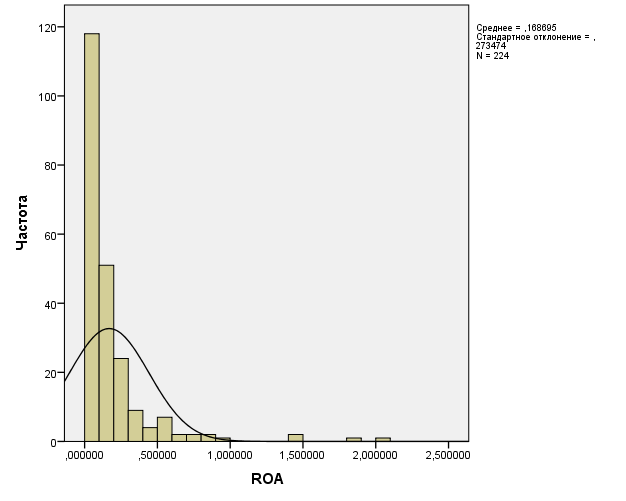 120
100
80
60
40
20
0
Частота
,000000 ,500000 1,000000 1,500000 2,000000 2,500000
ROA
Среднее = ,168695
Стандартное отклонение = ,
273474
N = 224